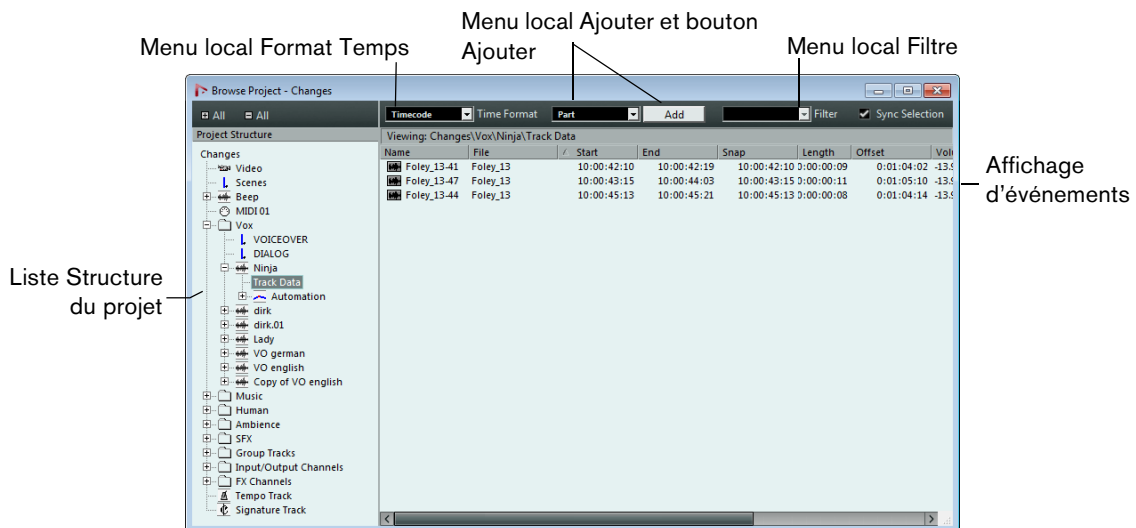 Menu local Ajouter et bouton
Ajouter
Menu local Format Temps
Menu local Filtre
Browse Project - Changes
All All Timecode Time Format Part Add Filter Sync Selection
Project Structure
Viewing: Changes\Vox\Ninja\Track Data
Name File Start End Snap Length Offset
Foley_13-41 Foley_13 10:00:42:10 10:00:42:19 10:00:42:10 0:00:00:09 0:01:04:02
Foley_13-47 Foley_13 10:00:43:15 10:00:44:03 10:00:43:15 0:00:00:11 0:01:05:10
Foley_13-44 Foley_13 10:00:45:13 10:00:45:21 10:00:45:13 0:00:00:08 0:01:04:14
Changes
Video
Scenes
Beep
MIDI 01
Vox
VOICEOVER
DIALOG
Ninja
Track Data
Automation
dirk
dirk.01
Lady
VO german
VO english
Copy of VO english
Music
Human
Ambience
SFX
Group Tracks
Input/Output Channels
FX Channels
Tempo Track
Signature Track
Liste Structure
du projet
Affichage
d'événements